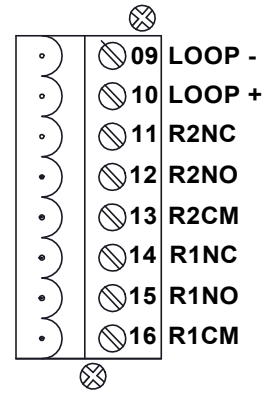 09 LOOP -
10 LOOP +
11 R2NC
12 R2NO
13 R2CM
14 R1NC
15 R1NO
16 R1CM